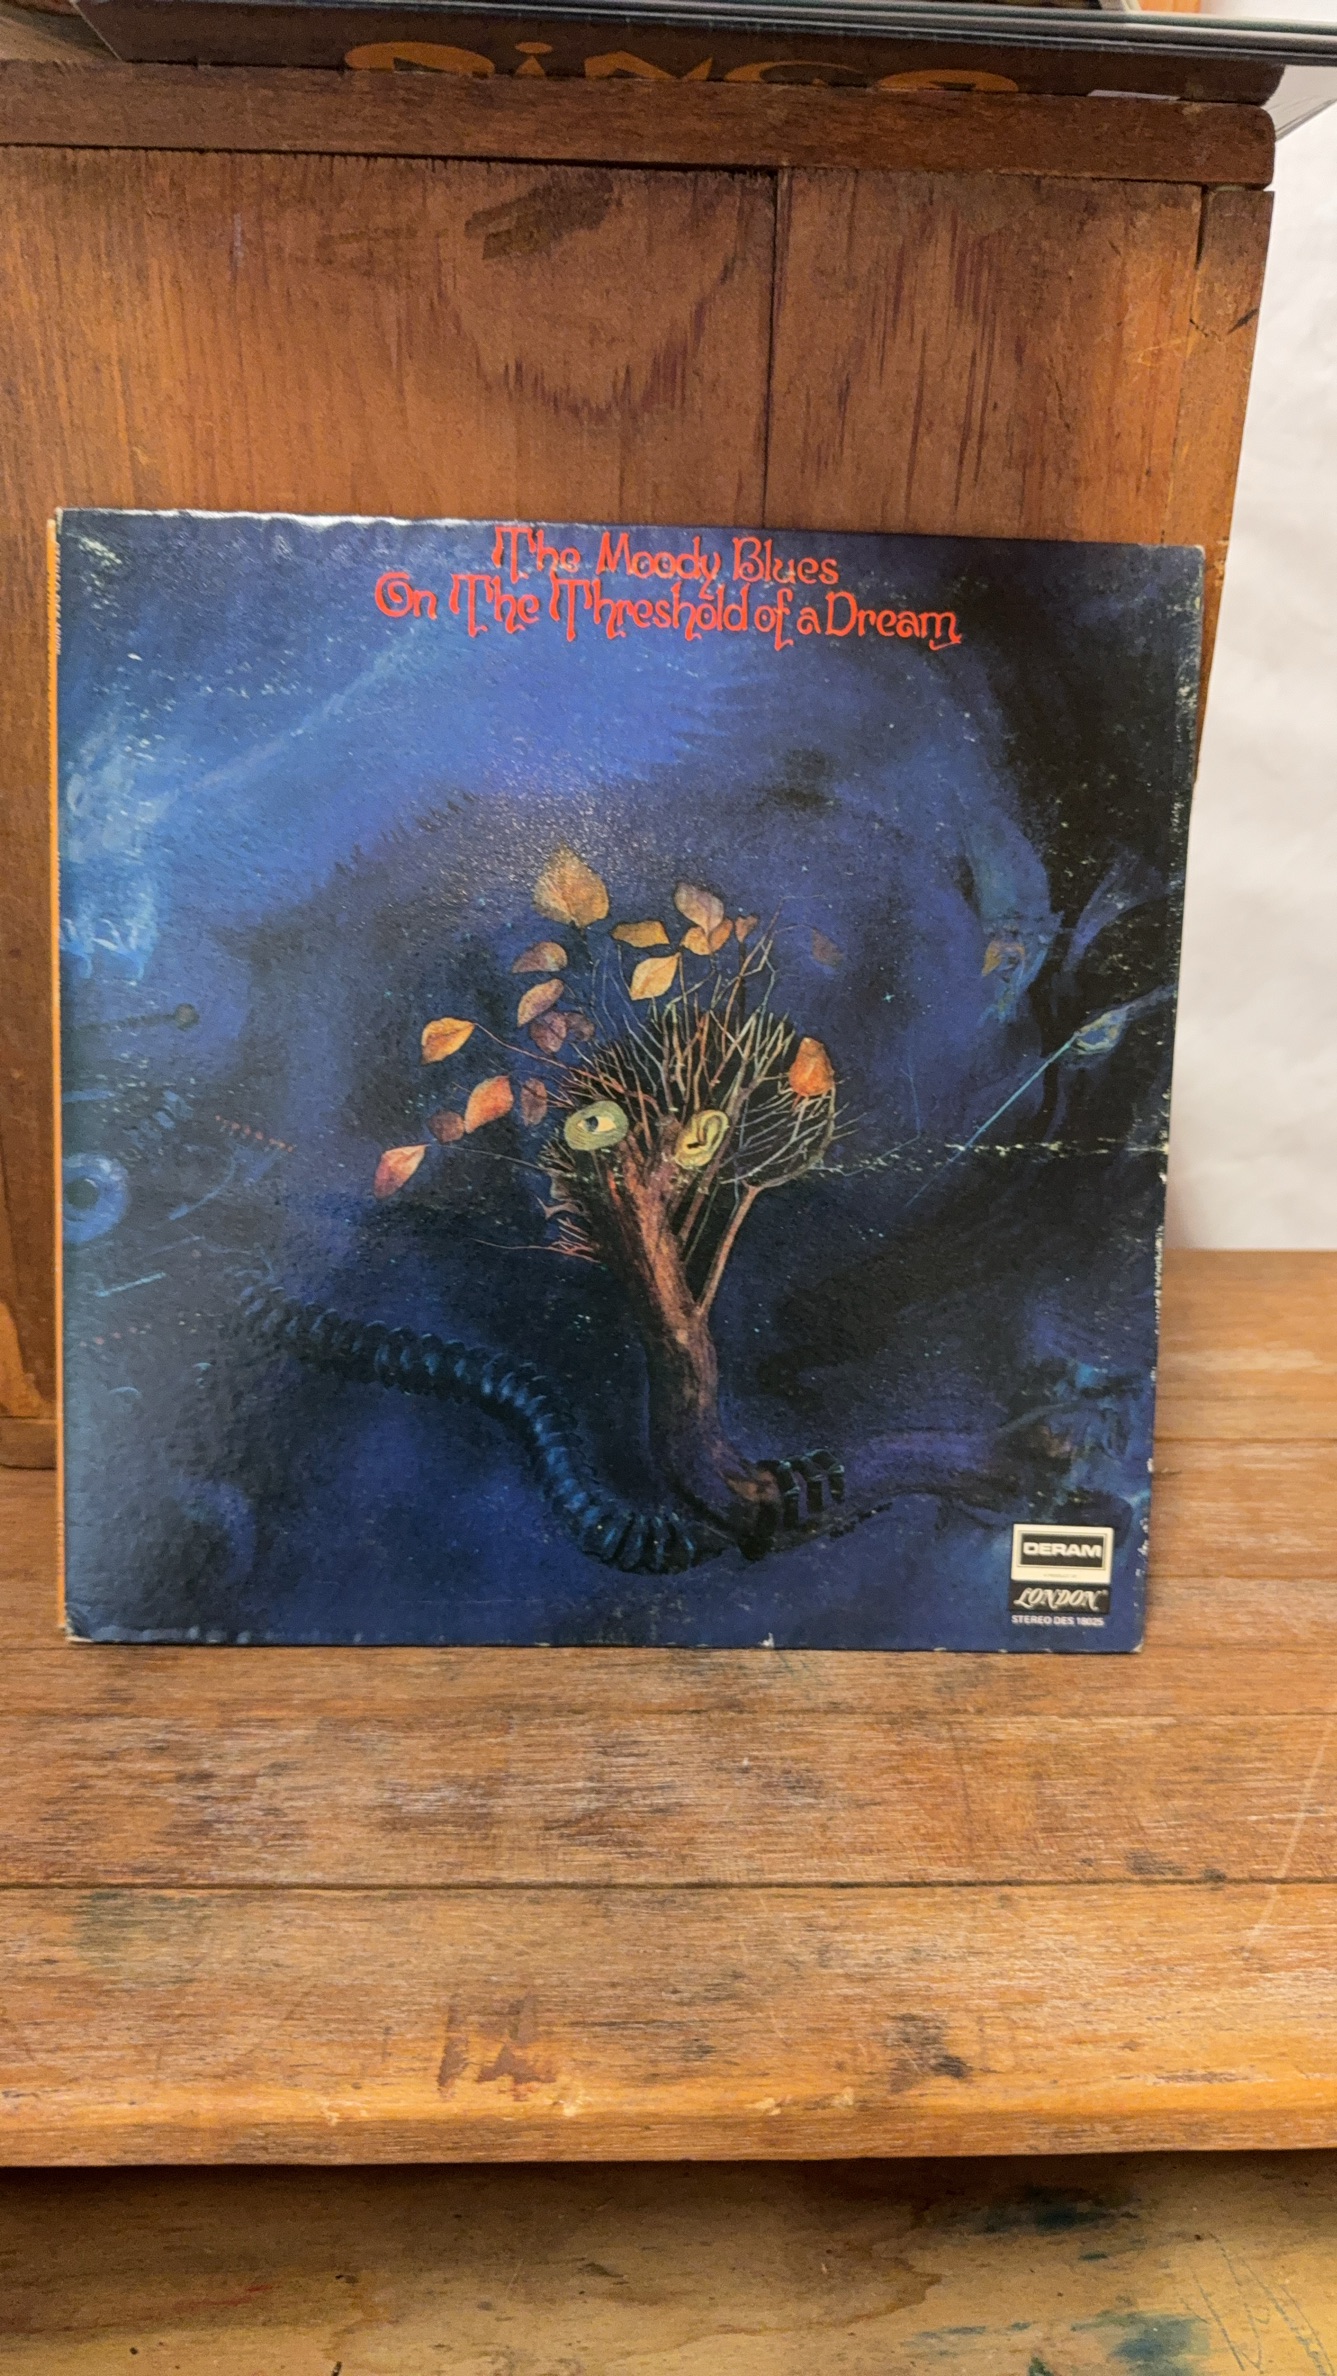 The Moody Blues
On The Threshold of a Dream
DERAM
LONDON
STEREO DES 18025